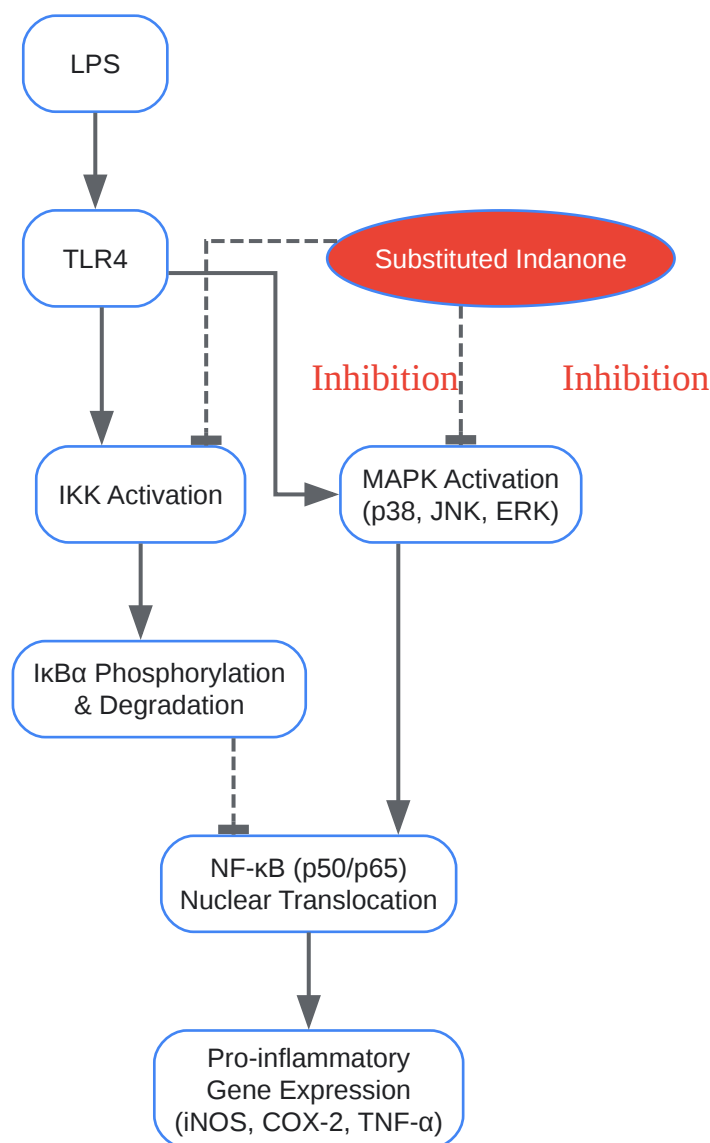 LPS
TLR4
Substituted Indanone
Inhibition
Inhibition
IKK Activation
MAPK Activation
(p38, JNK, ERK)
IκBα Phosphorylation
& Degradation
NF-κB (p50/p65)
Nuclear Translocation
Pro-inflammatory
Gene Expression
(iNOS, COX-2, TNF-α)